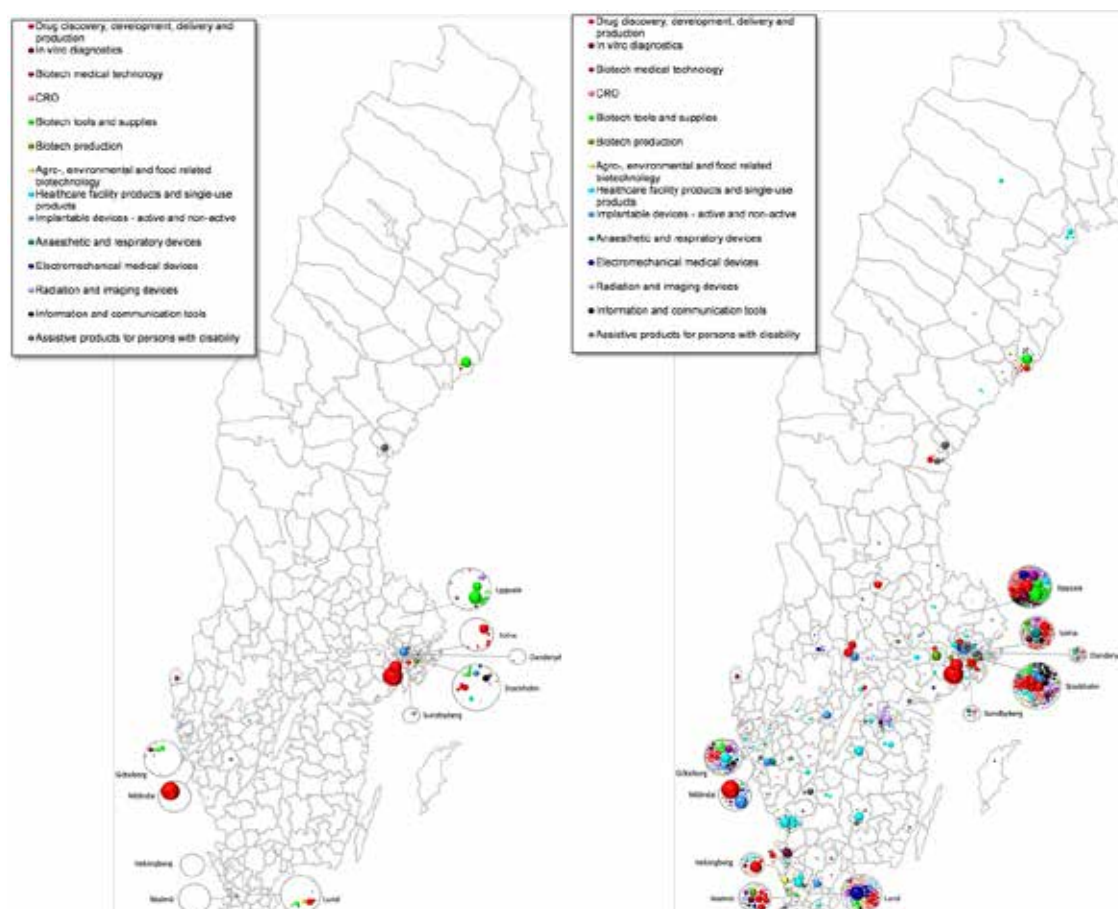 Drug discovery, development, delivery and
production
In vitro diagnostics
Biotech medical technology
CRO
Biotech tools and supplies
Biotech production
Agro-, environmental and food related
biotechnology
Healthcare facility products and single-use
products
Implantable devices - active and non-active
Anaesthetic and respiratory devices
Electromechanical medical devices
Radiation and imaging devices
Information and communication tools
Assistive products for persons with disability
Uppsala
Solna
Danderyd
Stockholm
Sundbyberg
Göteborg
Mölndal
Helsingborg
Malmö
Lund
Drug discovery, development, delivery and
production
In vitro diagnostics
Biotech medical technology
CRO
Biotech tools and supplies
Biotech production
Agro-, environmental and food related
biotechnology
Healthcare facility products and single-use
products
Implantable devices - active and non-active
Anaesthetic and respiratory devices
Electromechanical medical devices
Radiation and imaging devices
Information and communication tools
Assistive products for persons with disability
Uppsala
Solna
Danderyd
Stockholm
Sundbyberg
Göteborg
Mölndal
Helsingborg
Malmö
Lund